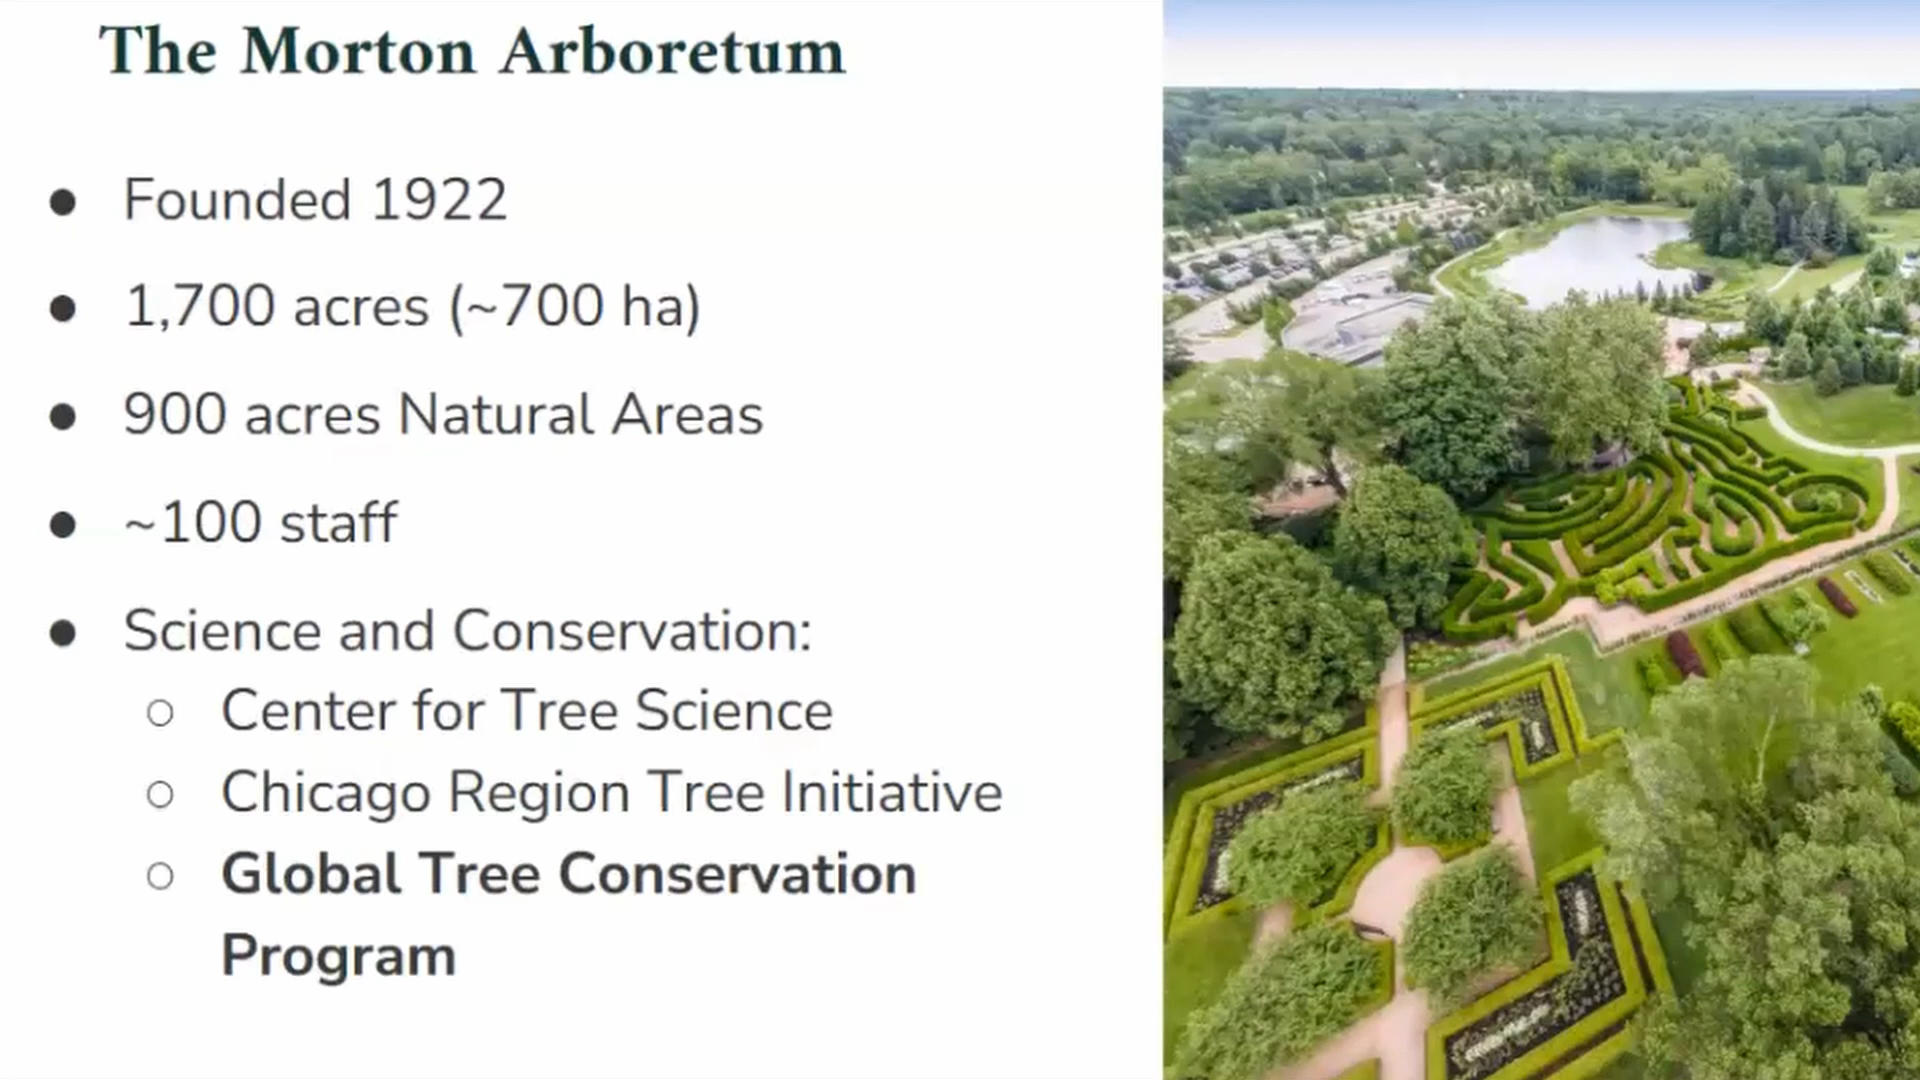 The Morton Arboretum
● Founded 1922
● 1,700 acres (~700 ha)
● 900 acres Natural Areas
● ~100 staff
● Science and Conservation:
○ Center for Tree Science
○ Chicago Region Tree Initiative
○ Global Tree Conservation
Program